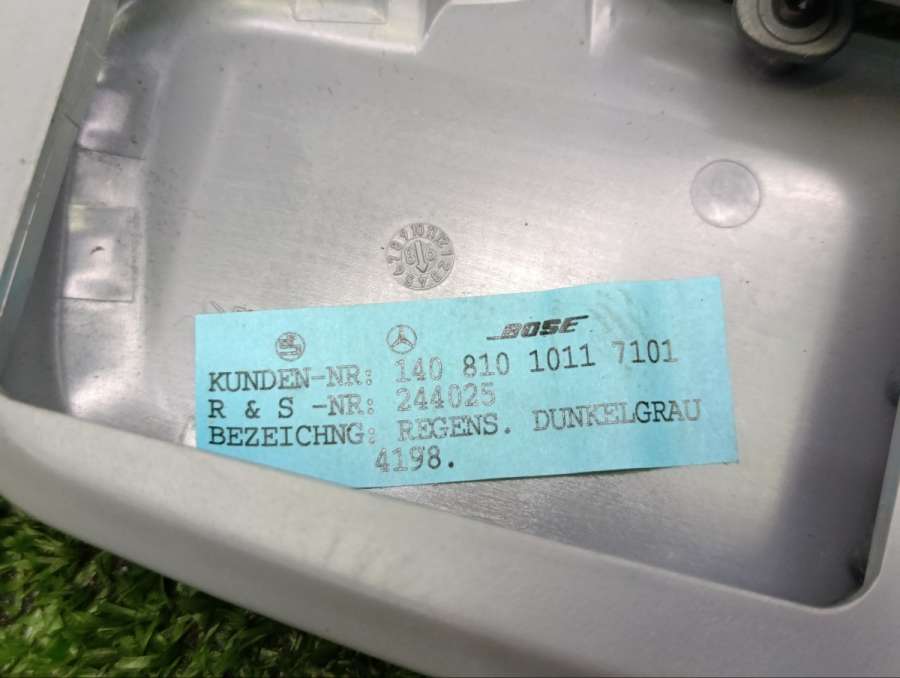 BOSE
KUNDEN-NR: 140 810 1011 7101
R & S -NR: 244025
BEZEICHNG: REGENS. DUNKELGRAU
4198.